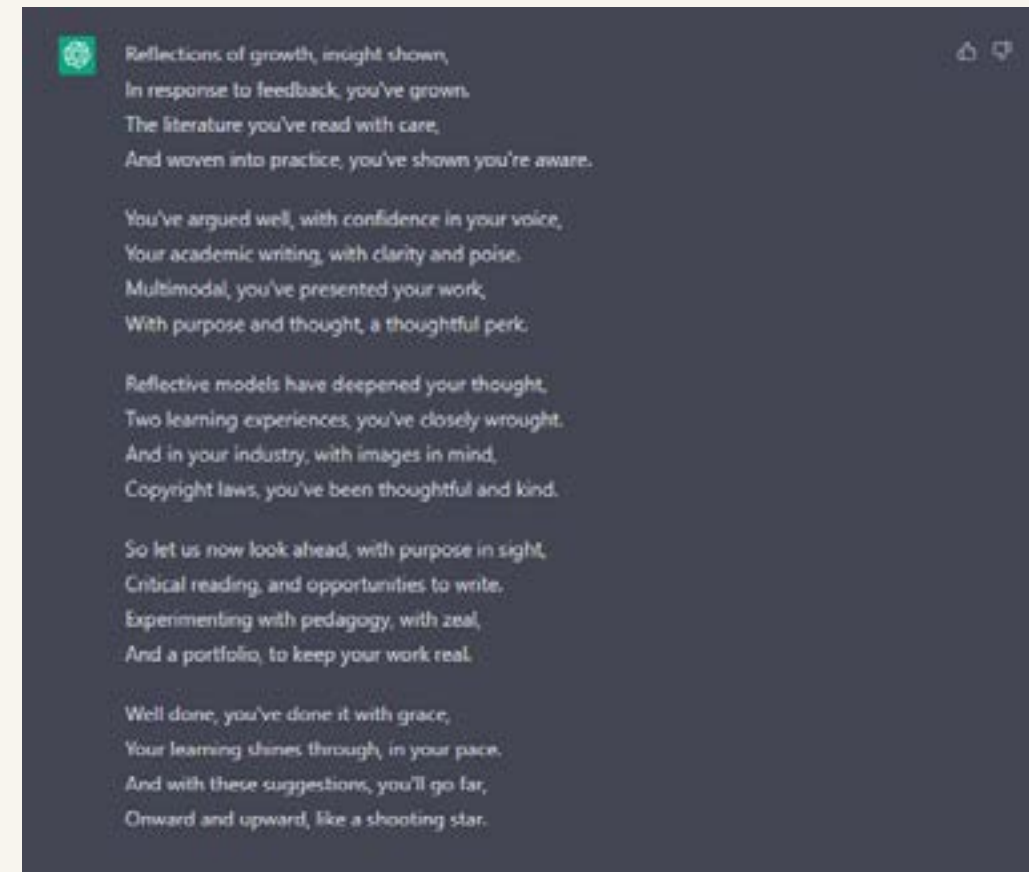 Reflections of growth, insight shown,
In response to feedback, you've grown.
The literature you've read with care,
And woven into practice, you've shown you're aware.
You've argued well, with confidence in your voice,
Your academic writing, with clarity and poise.
Multimodal, you've presented your work,
With purpose and thought, a thoughtful perk.
Reflective models have deepened your thought,
Two learning experiences, you've closely wrought.
And in your industry, with images in mind,
Copyright laws, you've been thoughtful and kind.
So let us now look ahead, with purpose in sight,
Critical reading, and opportunities to write.
Experimenting with pedagogy, with zeal,
And a portfolio, to keep your work real.
Well done, you've done it with grace,
Your learning shines through, in your pace.
And with these suggestions, you'll go far,
Onward and upward, like a shooting star.